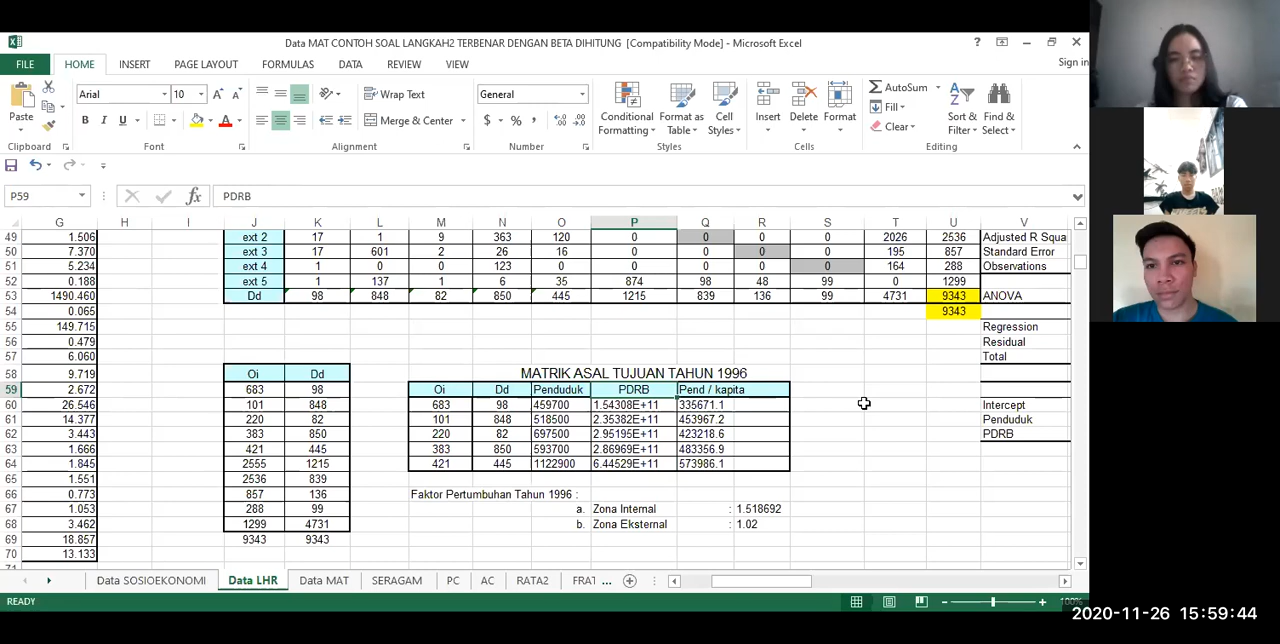 Data MAT CONTOH SOAL LANGKAH2 TERBENAR DENGAN BETA DIHITUNG [Compatibility Mode] - Microsoft Excel
FILE HOME INSERT PAGE LAYOUT FORMULAS DATA REVIEW VIEW Sign in
Arial 10 Wrap Text General AutoSum
Paste B I U Merge & Center $ % , Conditional Formatting Format as Table Cell Styles Insert Delete Format Fill Clear Sort & Filter Find & Select
Clipboard Font Alignment Number Styles Cells Editing
P59 fx PDRB
G H I J K L M N O P Q R S T U V
49 1.506 ext 2 17 1 9 363 120 0 0 0 0 2026 2536 Adjusted R Squa
50 7.370 ext 3 17 601 2 26 16 0 0 0 0 195 857 Standard Error
51 5.234 ext 4 1 0 0 123 0 0 0 0 0 164 288 Observations
52 0.188 ext 5 1 137 1 6 35 874 98 48 99 0 1299
53 1490.460 Dd 98 848 82 850 445 1215 839 136 99 4731 9343 ANOVA
54 0.065 9343
55 149.715 Regression
56 0.479 Residual
57 6.060 Total
58 9.719 Oi Dd MATRIK ASAL TUJUAN TAHUN 1996
59 2.672 683 98 Oi Dd Penduduk PDRB Pend / kapita
60 26.546 101 848 683 98 459700 1.54308E+11 335671.1 Intercept
61 14.377 220 82 101 848 518500 2.35382E+11 453967.2 Penduduk
62 3.443 383 850 220 82 697500 2.95195E+11 423218.6 PDRB
63 1.666 421 445 383 850 593700 2.86969E+11 483356.9
64 1.845 2555 1215 421 445 1122900 6.44529E+11 573986.1
65 1.551 2536 839
66 0.773 857 136 Faktor Pertumbuhan Tahun 1996 :
67 1.053 288 99 a. Zona Internal : 1.518692
68 3.462 1299 4731 b. Zona Eksternal : 1.02
69 18.857 9343 9343
70 13.133
Data SOSIOEKONOMI Data LHR Data MAT SERAGAM PC AC RATA2 FRAT ...
READY 100%
2020-11-26 15:59:44